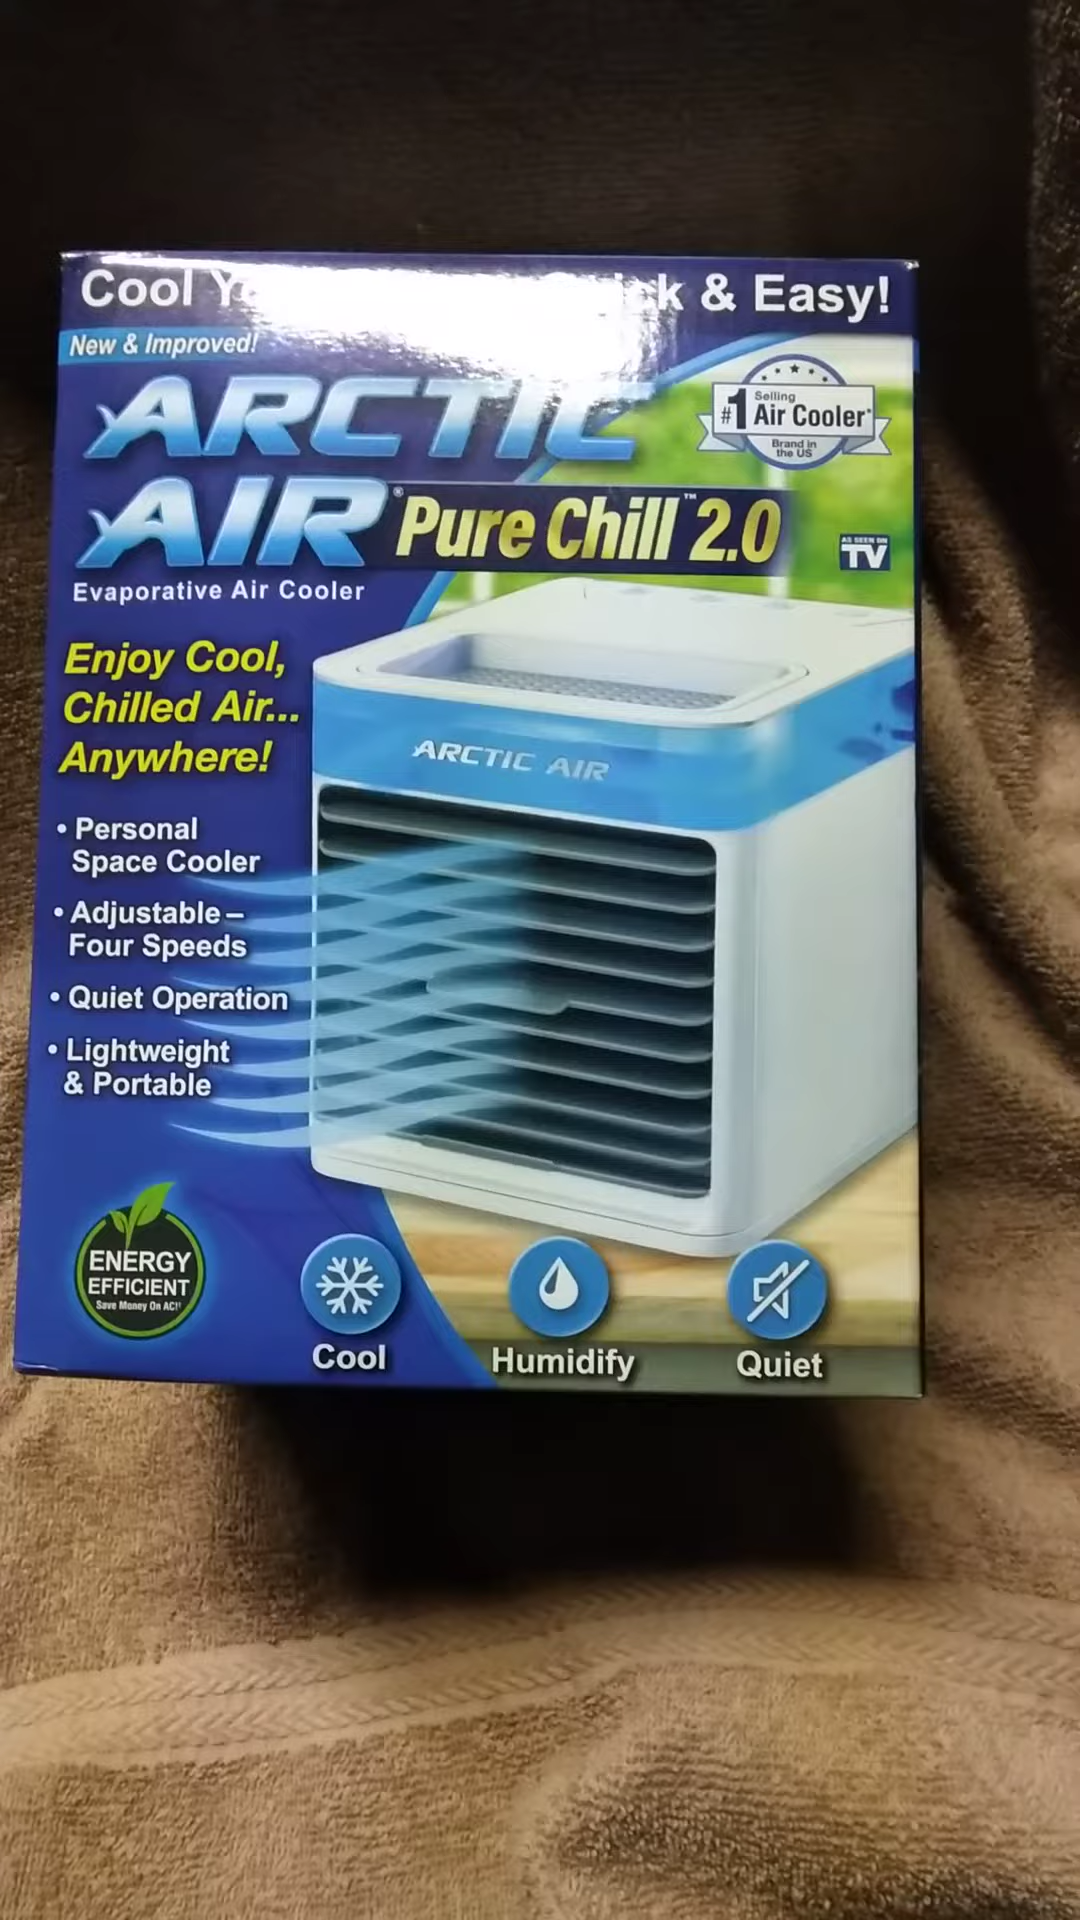 Cool & Easy!
New & Improved!
ARCTIC
AIR® Pure Chill™ 2.0
Evaporative Air Cooler
#1 Selling
Air Cooler*
Brand in
the US
AS SEEN ON
TV
Enjoy Cool,
Chilled Air...
Anywhere!
ARCTIC AIR
• Personal
Space Cooler
• Adjustable –
Four Speeds
• Quiet Operation
• Lightweight
& Portable
ENERGY
EFFICIENT
Save Money On AC!†
Cool
Humidify
Quiet